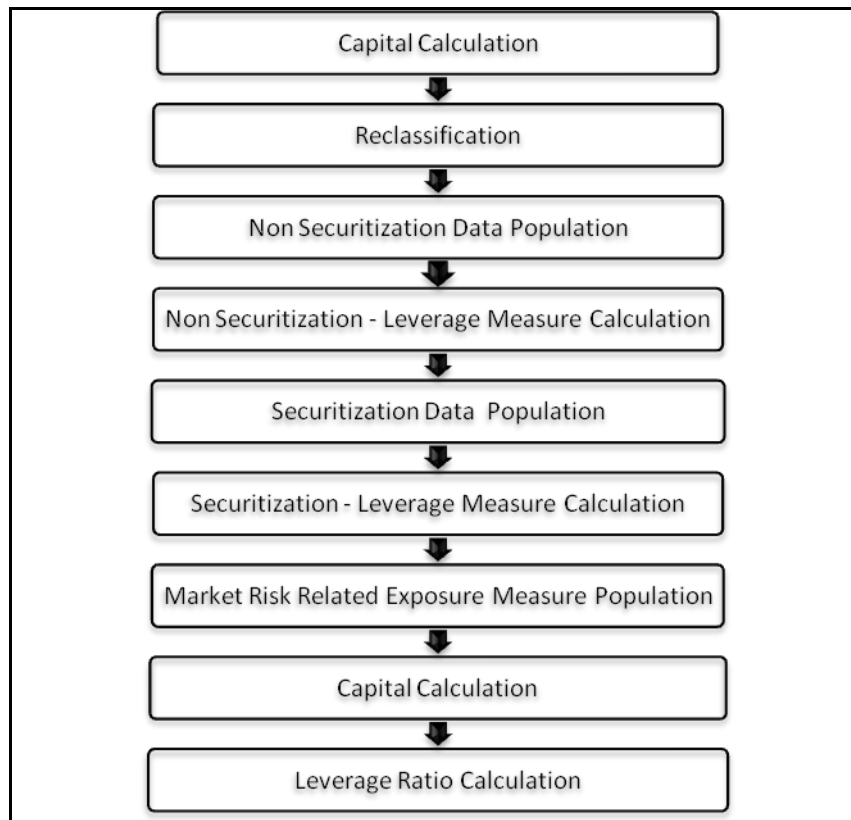 Capital Calculation
Reclassification
Non Securitization Data Population
Non Securitization - Leverage Measure Calculation
Securitization Data Population
Securitization - Leverage Measure Calculation
Market Risk Related Exposure Measure Population
Capital Calculation
Leverage Ratio Calculation